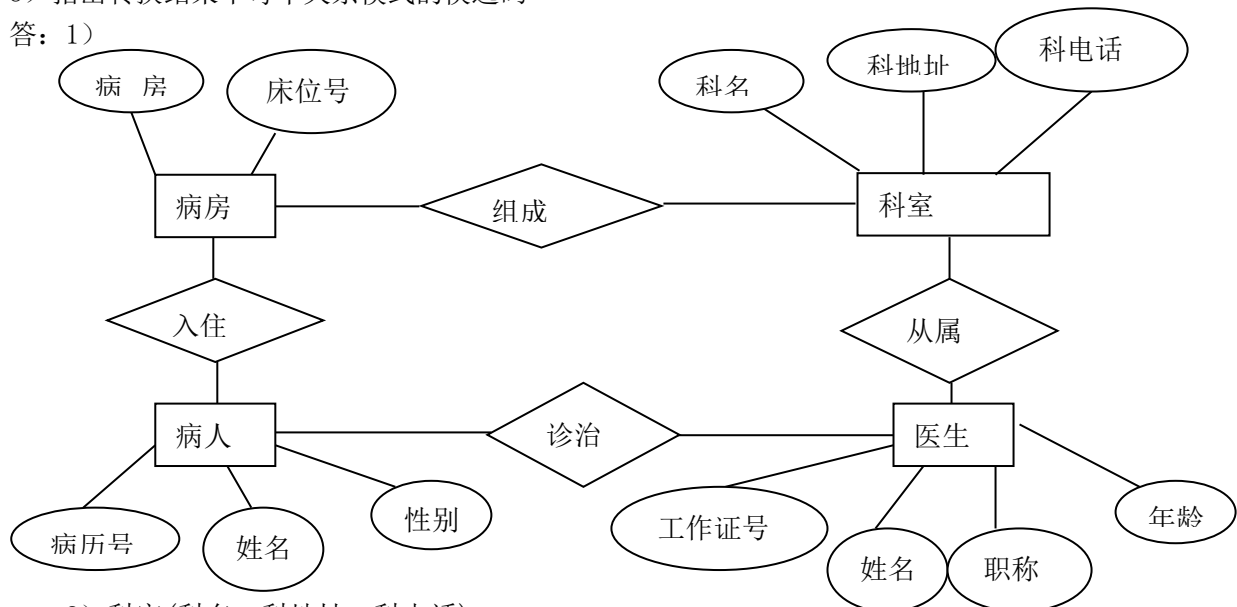 答：1）
病 房
床位号
科名
科地址
科电话
病房
组成
科室
入住
从属
病人
诊治
医生
病历号
姓名
性别
工作证号
姓名
职称
年龄